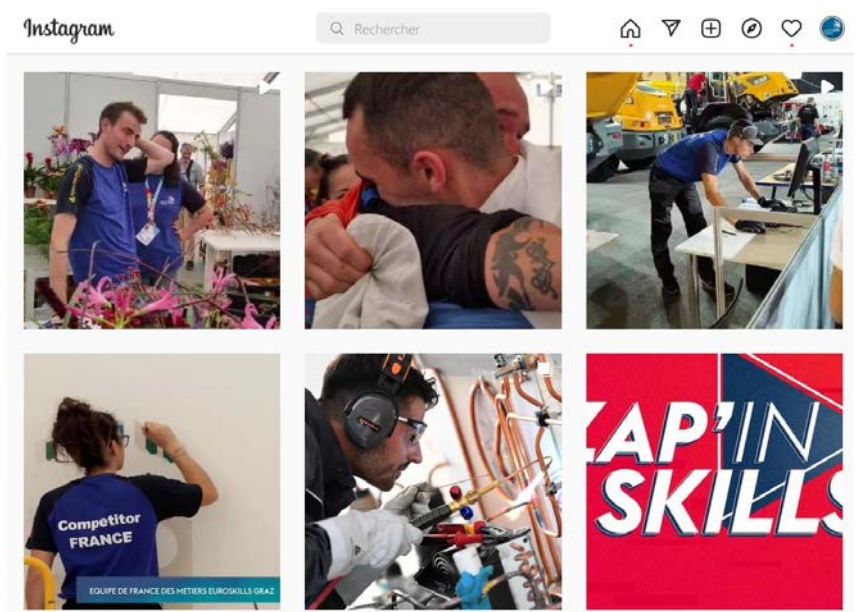 Instagram
Rechercher
Competitor
FRANCE
EQUIPE DE FRANCE DES METIERS EUROSKILLS GRAZ
ZAP'IN
SKILLS